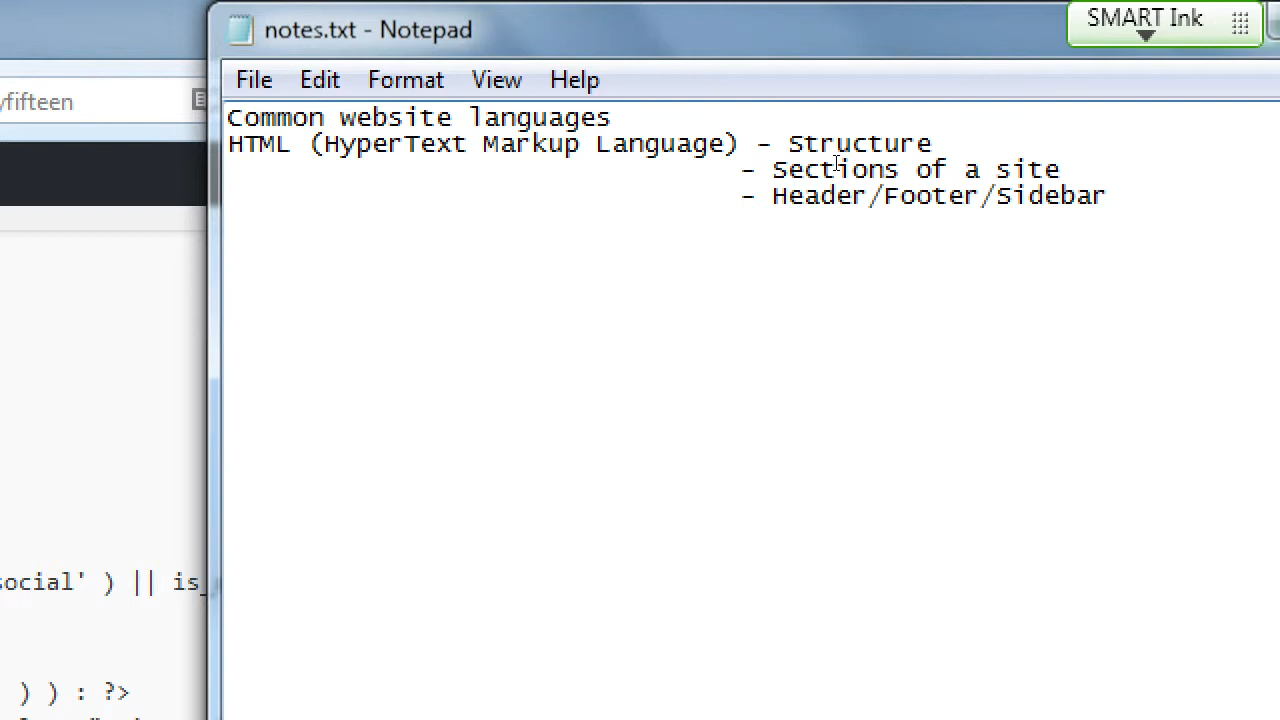 notes.txt - Notepad
SMART Ink
yfifteen
File Edit Format View Help
Common website languages
HTML (HyperText Markup Language) - Structure
- Sections of a site
- Header/Footer/Sidebar
social' ) || is_
) ) : ?>